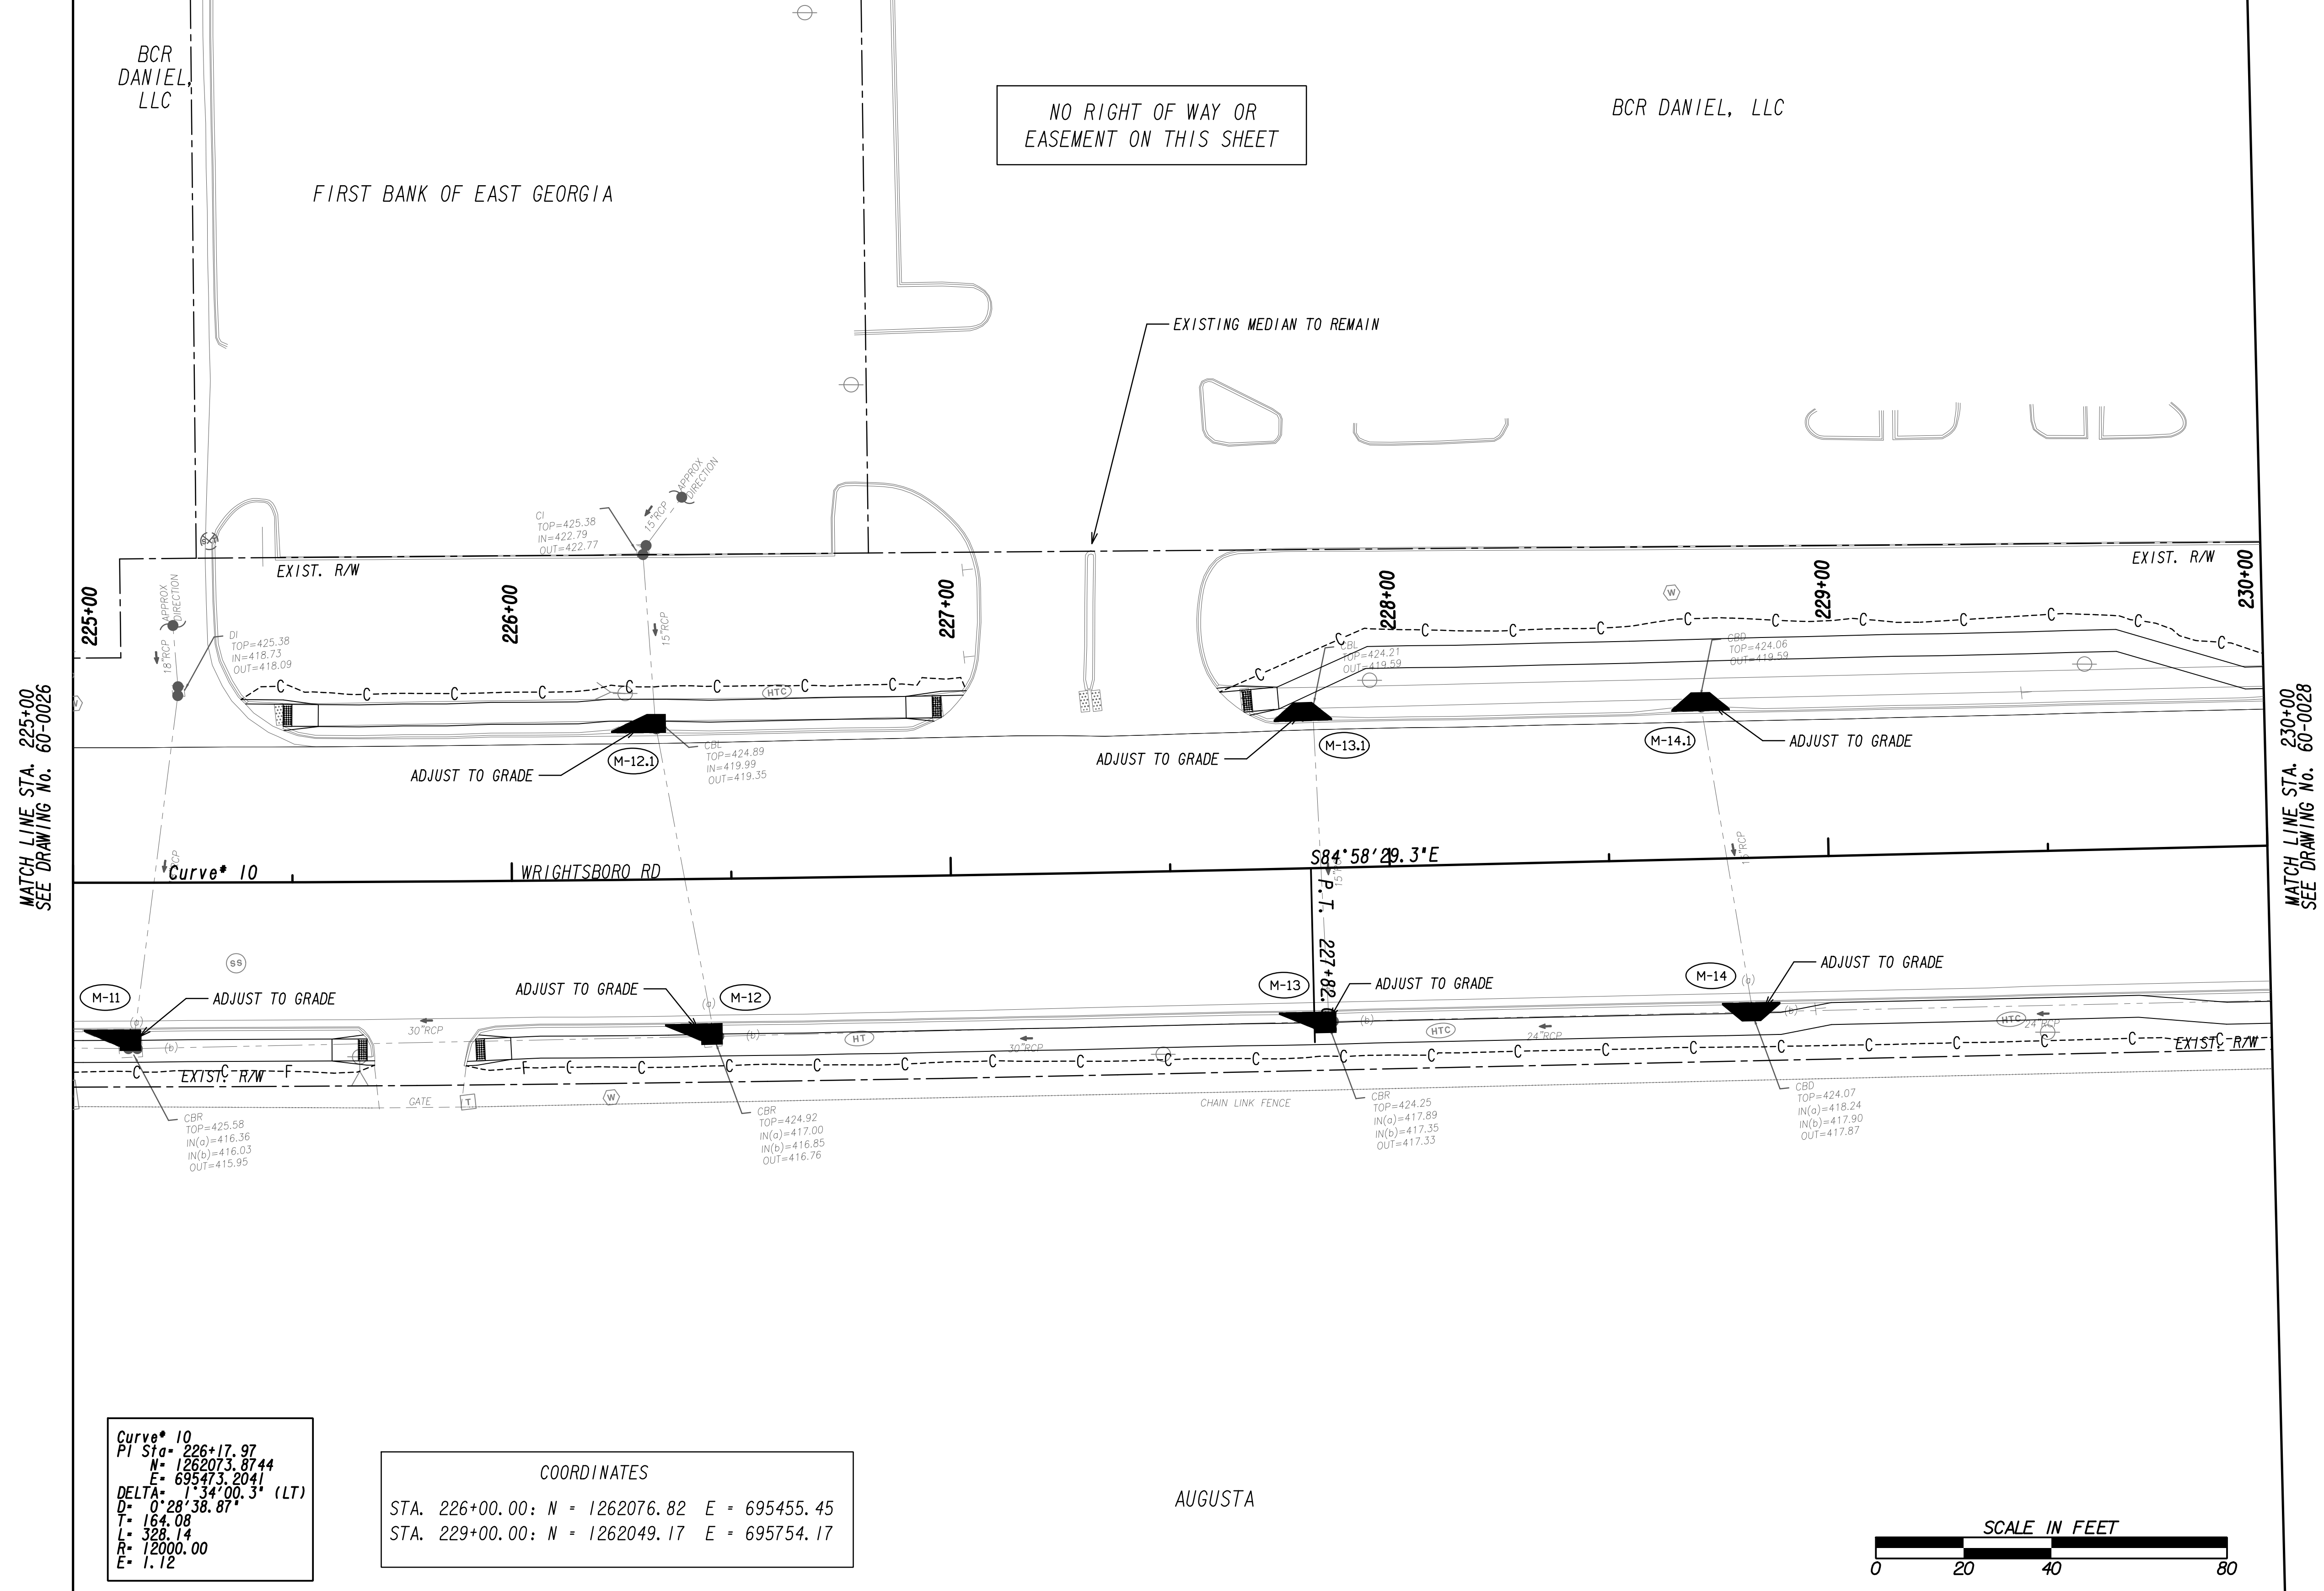 BCR
DANIEL,
LLC
NO RIGHT OF WAY OR
EASEMENT ON THIS SHEET
BCR DANIEL, LLC
FIRST BANK OF EAST GEORGIA
EXISTING MEDIAN TO REMAIN
APPROX
DIRECTION
15"RCP
CI
TOP=425.38
IN=422.79
OUT=422.77
EXIST. R/W
EXIST. R/W
225+00
226+00
227+00
228+00
229+00
230+00
APPROX
DIRECTION
18"RCP
DI
TOP=425.38
IN=418.73
OUT=418.09
15"RCP
W
CBL
TOP=424.21
OUT=419.59
CBD
TOP=424.06
OUT=419.59
C C C C C C C C
HTC
C C C C C C C C C C C C
MATCH LINE STA. 225+00
SEE DRAWING No. 60-0026
MATCH LINE STA. 230+00
SEE DRAWING No. 60-0028
ADJUST TO GRADE
M-12.1
CBL
TOP=424.89
IN=419.99
OUT=419.35
ADJUST TO GRADE
M-13.1
M-14.1
ADJUST TO GRADE
RCP
Curve# 10
WRIGHTSBORO RD
S84°58'29.3"E
15"RCP
P.T. 227+82.
SS
M-11
ADJUST TO GRADE
ADJUST TO GRADE
M-12
M-13
ADJUST TO GRADE
M-14
ADJUST TO GRADE
(a)
(b)
30"RCP
(a)
(b)
HT
30"RCP
(b)
HTC
24"RCP
(a)
(b)
HTC
24"RCP
C C F
F C C C C C C C C C C C C C C C C C C C C
EXIST. R/W
EXIST. R/W
GATE
T
W
CHAIN LINK FENCE
CBR
TOP=425.58
IN(a)=416.36
IN(b)=416.03
OUT=415.95
CBR
TOP=424.92
IN(a)=417.00
IN(b)=416.85
OUT=416.76
CBR
TOP=424.25
IN(a)=417.89
IN(b)=417.35
OUT=417.33
CBD
TOP=424.07
IN(a)=418.24
IN(b)=417.90
OUT=417.87
Curve# 10
PI Sta= 226+17.97
N= 1262073.8744
E= 695473.2041
DELTA= 1°34'00.3" (LT)
D= 0°28'38.87"
T= 164.08
L= 328.14
R= 12000.00
E= 1.12
COORDINATES
STA. 226+00.00: N = 1262076.82 E = 695455.45
STA. 229+00.00: N = 1262049.17 E = 695754.17
AUGUSTA
SCALE IN FEET
0 20 40 80